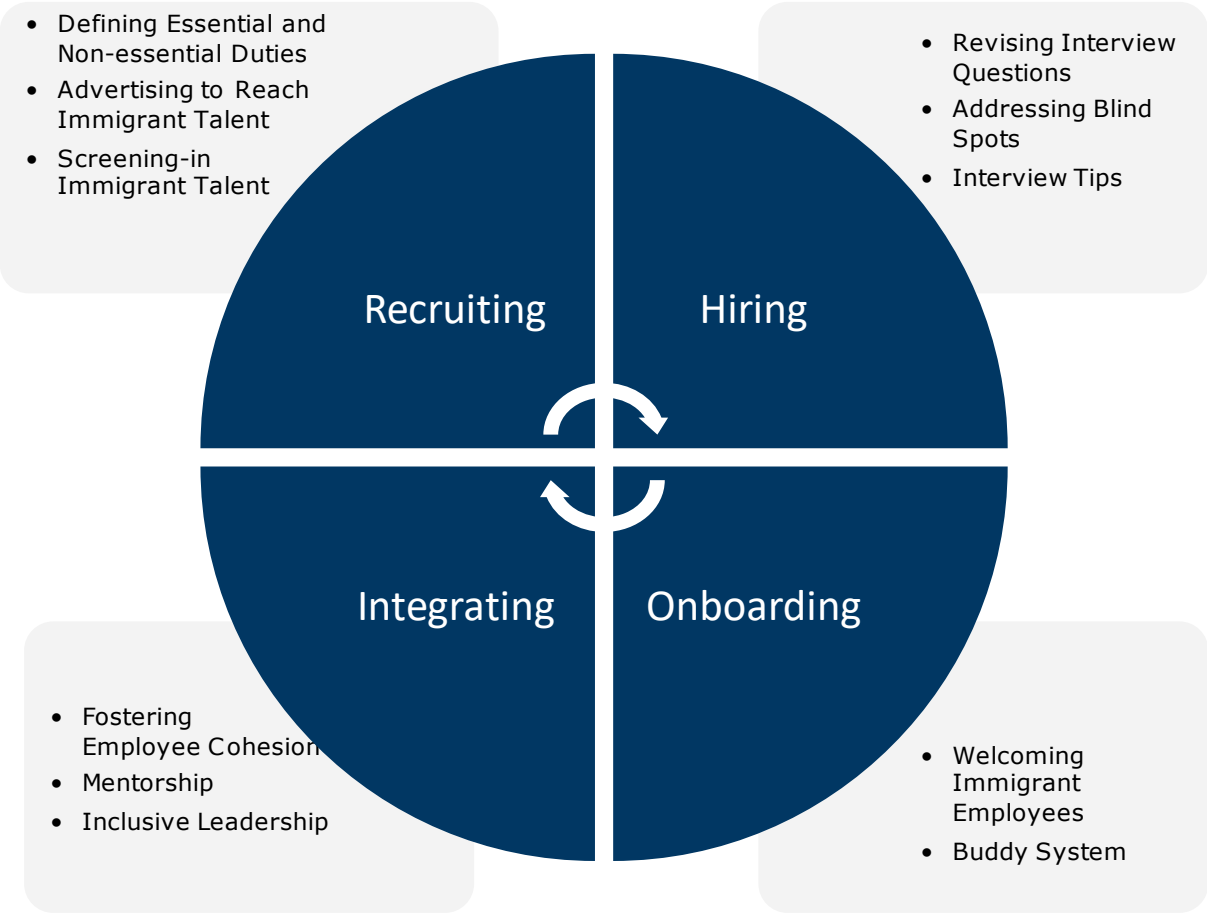 • Defining Essential and
Non-essential Duties
• Advertising to Reach
Immigrant Talent
• Screening-in
Immigrant Talent
• Revising Interview
Questions
• Addressing Blind
Spots
• Interview Tips
Recruiting
Hiring
Integrating
Onboarding
• Fostering
Employee Cohesion
• Mentorship
• Inclusive Leadership
• Welcoming
Immigrant
Employees
• Buddy System